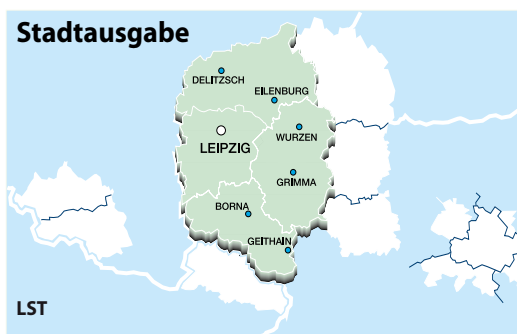 Stadtausgabe
DELITZSCH
EILENBURG
WURZEN
LEIPZIG
GRIMMA
BORNA
GEITHAIN
LST